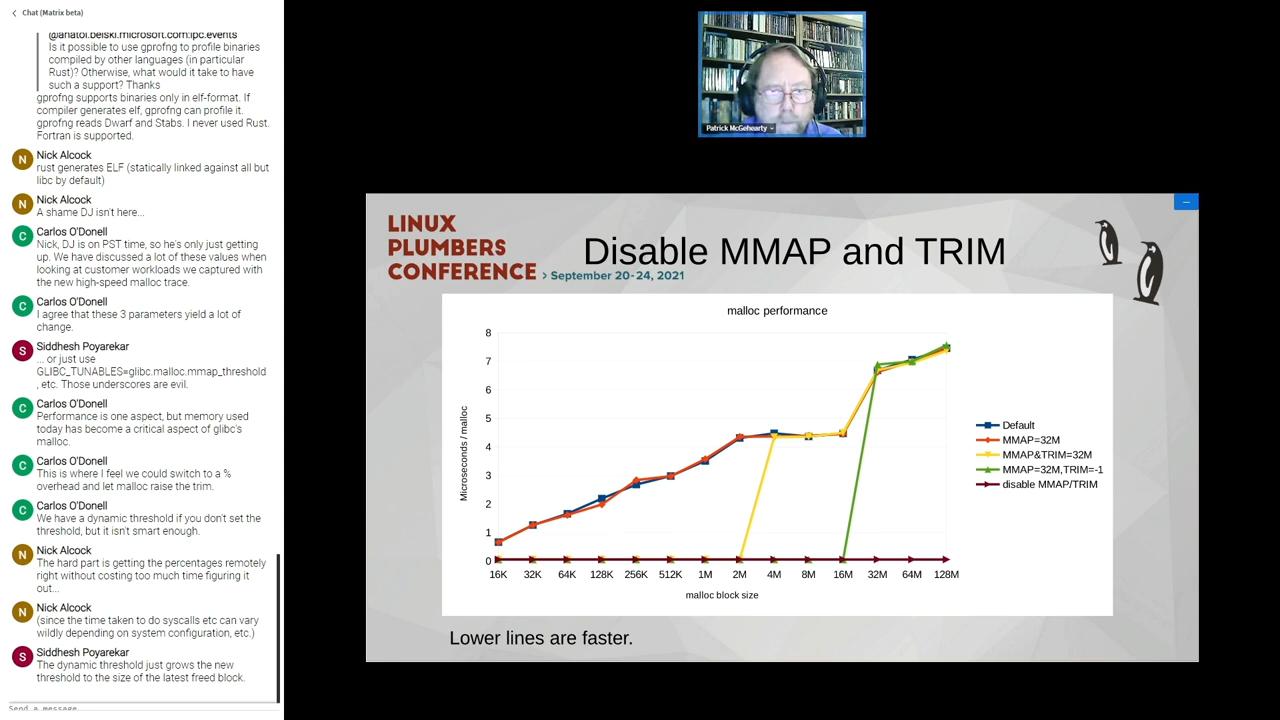 Chat (Matrix beta)
@anatol.belski.microsoft.com:lpc.events
Is it possible to use gprofng to profile binaries
compiled by other languages (in particular
Rust)? Otherwise, what would it take to have
such a support? Thanks
gprofng supports binaries only in elf-format. If
compiler generates elf, gprofng can profile it.
gprofng reads Dwarf and Stabs. I never used Rust.
Fortran is supported.
N
Nick Alcock
rust generates ELF (statically linked against all but
libc by default)
N
Nick Alcock
A shame DJ isn't here...
C
Carlos O'Donell
Nick, DJ is on PST time, so he's only just getting
up. We have discussed a lot of these values when
looking at customer workloads we captured with
the new high-speed malloc trace.
C
Carlos O'Donell
I agree that these 3 parameters yield a lot of
change.
S
Siddhesh Poyarekar
... or just use
GLIBC_TUNABLES=glibc.malloc.mmap_threshold
, etc. Those underscores are evil.
C
Carlos O'Donell
Performance is one aspect, but memory used
today has become a critical aspect of glibc's
malloc.
C
Carlos O'Donell
This is where I feel we could switch to a %
overhead and let malloc raise the trim.
C
Carlos O'Donell
We have a dynamic threshold if you don't set the
threshold, but it isn't smart enough.
N
Nick Alcock
The hard part is getting the percentages remotely
right without costing too much time figuring it
out...
N
Nick Alcock
(since the time taken to do syscalls etc can vary
wildly depending on system configuration, etc.)
S
Siddhesh Poyarekar
The dynamic threshold just grows the new
threshold to the size of the latest freed block.
Send a message…
Patrick McGehearty
LINUX
PLUMBERS
CONFERENCE > September 20-24, 2021
Disable MMAP and TRIM
malloc performance
Microseconds / malloc
8
7
6
5
4
3
2
1
0
16K 32K 64K 128K 256K 512K 1M 2M 4M 8M 16M 32M 64M 128M
malloc block size
Default
MMAP=32M
MMAP&TRIM=32M
MMAP=32M,TRIM=-1
disable MMAP/TRIM
Lower lines are faster.